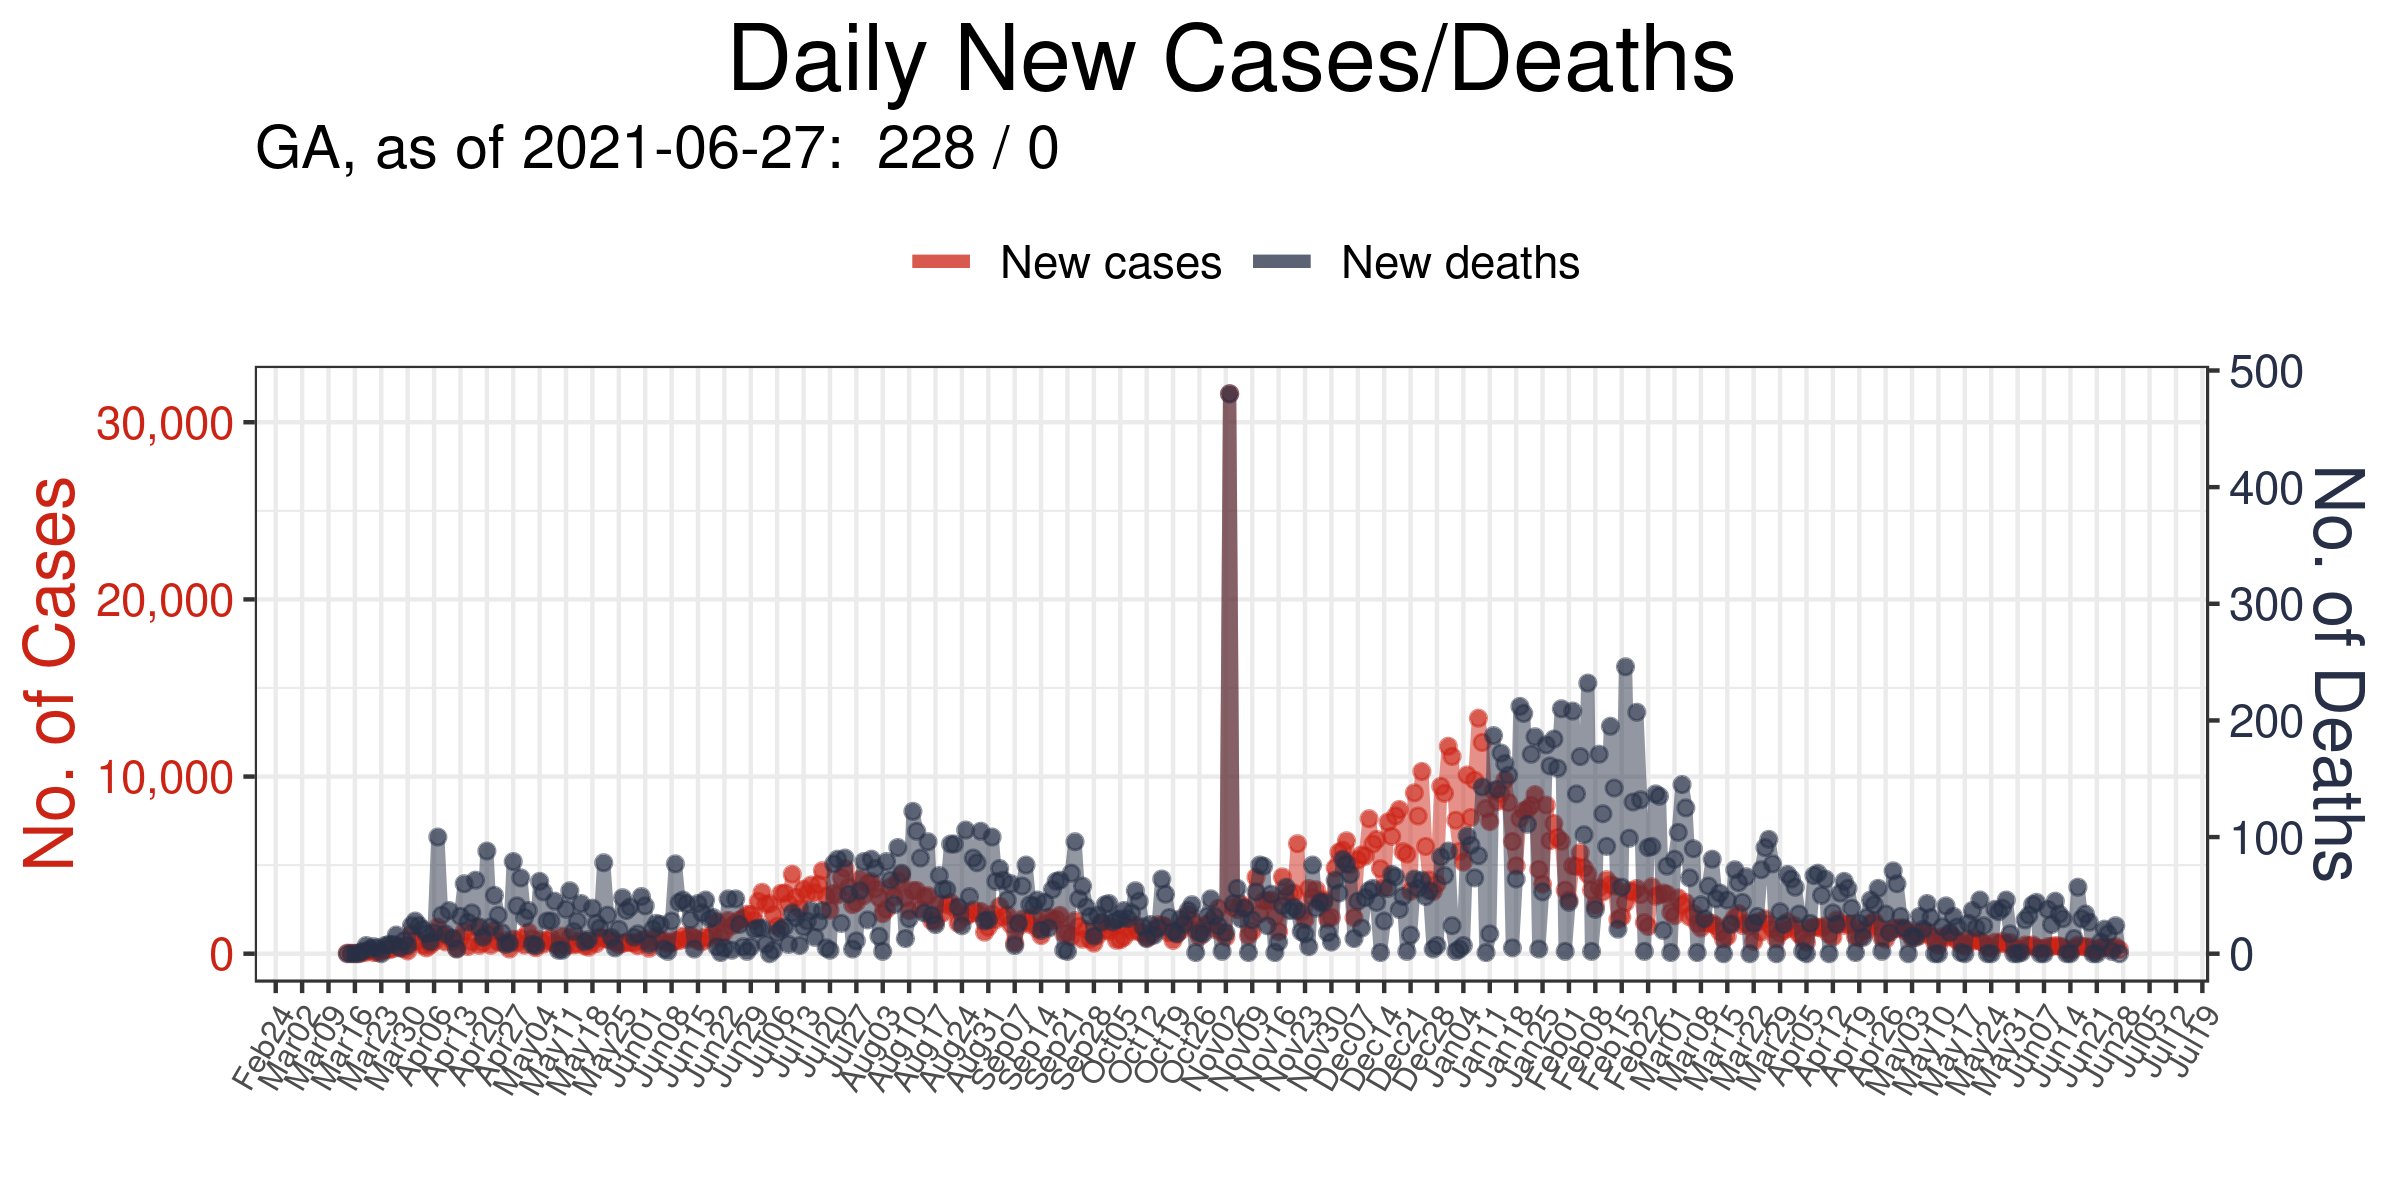 Daily New Cases/Deaths
GA, as of 2021-06-27:  228 / 0
New cases
New deaths
No. of Cases
30,000
20,000
10,000
0
500
400
300
200
100
0
No. of Deaths
Feb24
Mar02
Mar09
Mar16
Mar23
Mar30
Apr06
Apr13
Apr20
Apr27
May04
May11
May18
May25
Jun01
Jun08
Jun15
Jun22
Jun29
Jul06
Jul13
Jul20
Jul27
Aug03
Aug10
Aug17
Aug24
Aug31
Sep07
Sep14
Sep21
Sep28
Oct05
Oct12
Oct19
Oct26
Nov02
Nov09
Nov16
Nov23
Nov30
Dec07
Dec14
Dec21
Dec28
Dec04
Jan11
Jan18
Jan25
Feb01
Feb08
Feb15
Feb22
Mar01
Mar08
Mar15
Mar22
Mar29
Mar05
Apr12
Apr19
Apr26
May03
May10
May17
May24
May31
May07
Jun14
Jun21
Jun28
Jun05
Jul12
Jul19